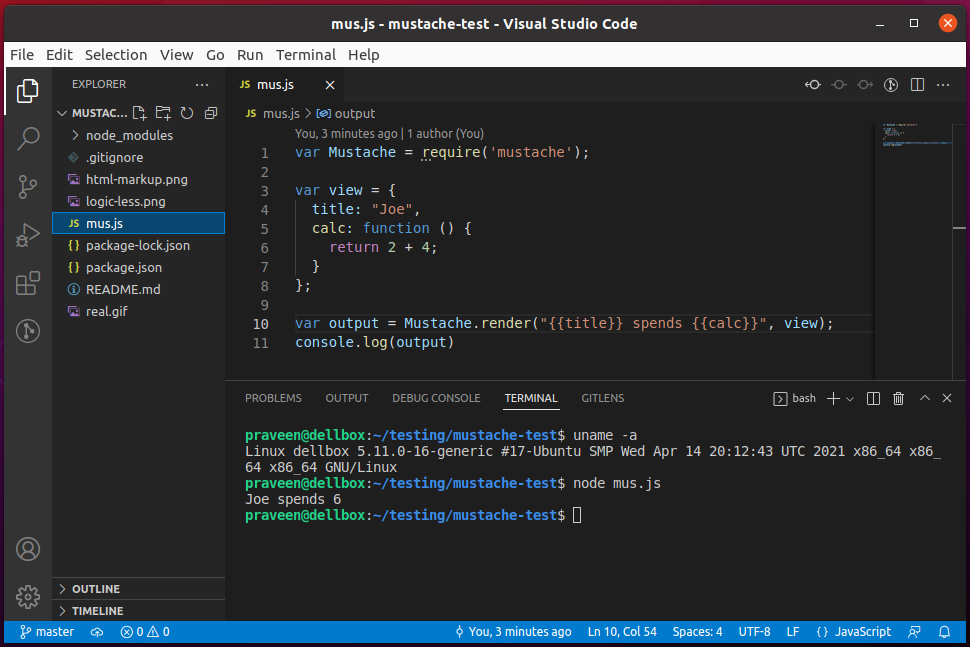 mus.js - mustache-test - Visual Studio Code
File Edit Selection View Go Run Terminal Help
EXPLORER
MUSTAC...
node_modules
.gitignore
html-markup.png
logic-less.png
JS mus.js
{} package-lock.json
{} package.json
README.md
real.gif
OUTLINE
TIMELINE
JS mus.js
JS mus.js > output
You, 3 minutes ago | 1 author (You)
1 var Mustache = require('mustache');
2
3 var view = {
4   title: "Joe",
5   calc: function () {
6     return 2 + 4;
7   }
8 };
9
10 var output = Mustache.render("{{title}} spends {{calc}}", view);
11 console.log(output)
PROBLEMS OUTPUT DEBUG CONSOLE TERMINAL GITLENS bash
praveen@dellbox:~/testing/mustache-test$ uname -a
Linux dellbox 5.11.0-16-generic #17-Ubuntu SMP Wed Apr 14 20:12:43 UTC 2021 x86_64 x86_
64 x86_64 GNU/Linux
praveen@dellbox:~/testing/mustache-test$ node mus.js
Joe spends 6
praveen@dellbox:~/testing/mustache-test$
master 0 0 You, 3 minutes ago Ln 10, Col 54 Spaces: 4 UTF-8 LF {} JavaScript